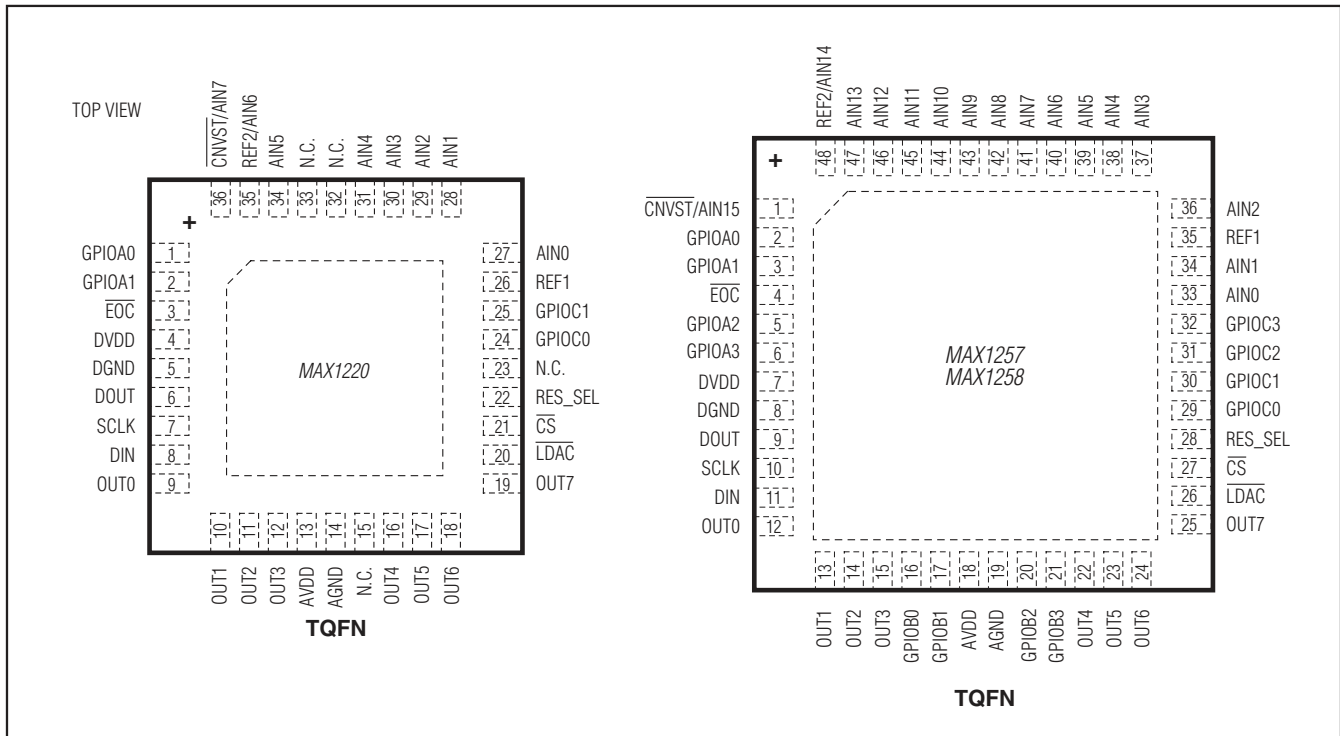 TOP VIEW
CNVST/AIN7
REF2/AIN6
AIN5
N.C.
N.C.
AIN4
AIN3
AIN2
AIN1
36 35 34 33 32 31 30 29 28
+
GPIOA0 1
GPIOA1 2
EOC 3
DVDD 4
DGND 5
DOUT 6
SCLK 7
DIN 8
OUT0 9
MAX1220
27 AIN0
26 REF1
25 GPIOC1
24 GPIOC0
23 N.C.
22 RES_SEL
21 CS
20 LDAC
19 OUT7
10 11 12 13 14 15 16 17 18
OUT1
OUT2
OUT3
AVDD
AGND
N.C.
OUT4
OUT5
OUT6
TQFN
REF2/AIN14
AIN13
AIN12
AIN11
AIN10
AIN9
AIN8
AIN7
AIN6
AIN5
AIN4
AIN3
+
48 47 46 45 44 43 42 41 40 39 38 37
CNVST/AIN15 1
GPIOA0 2
GPIOA1 3
EOC 4
GPIOA2 5
GPIOA3 6
DVDD 7
DGND 8
DOUT 9
SCLK 10
DIN 11
OUT0 12
MAX1257
MAX1258
36 AIN2
35 REF1
34 AIN1
33 AIN0
32 GPIOC3
31 GPIOC2
30 GPIOC1
29 GPIOC0
28 RES_SEL
27 CS
26 LDAC
25 OUT7
13 14 15 16 17 18 19 20 21 22 23 24
OUT1
OUT2
OUT3
GPIOB0
GPIOB1
AVDD
AGND
GPIOB2
GPIOB3
OUT4
OUT5
OUT6
TQFN